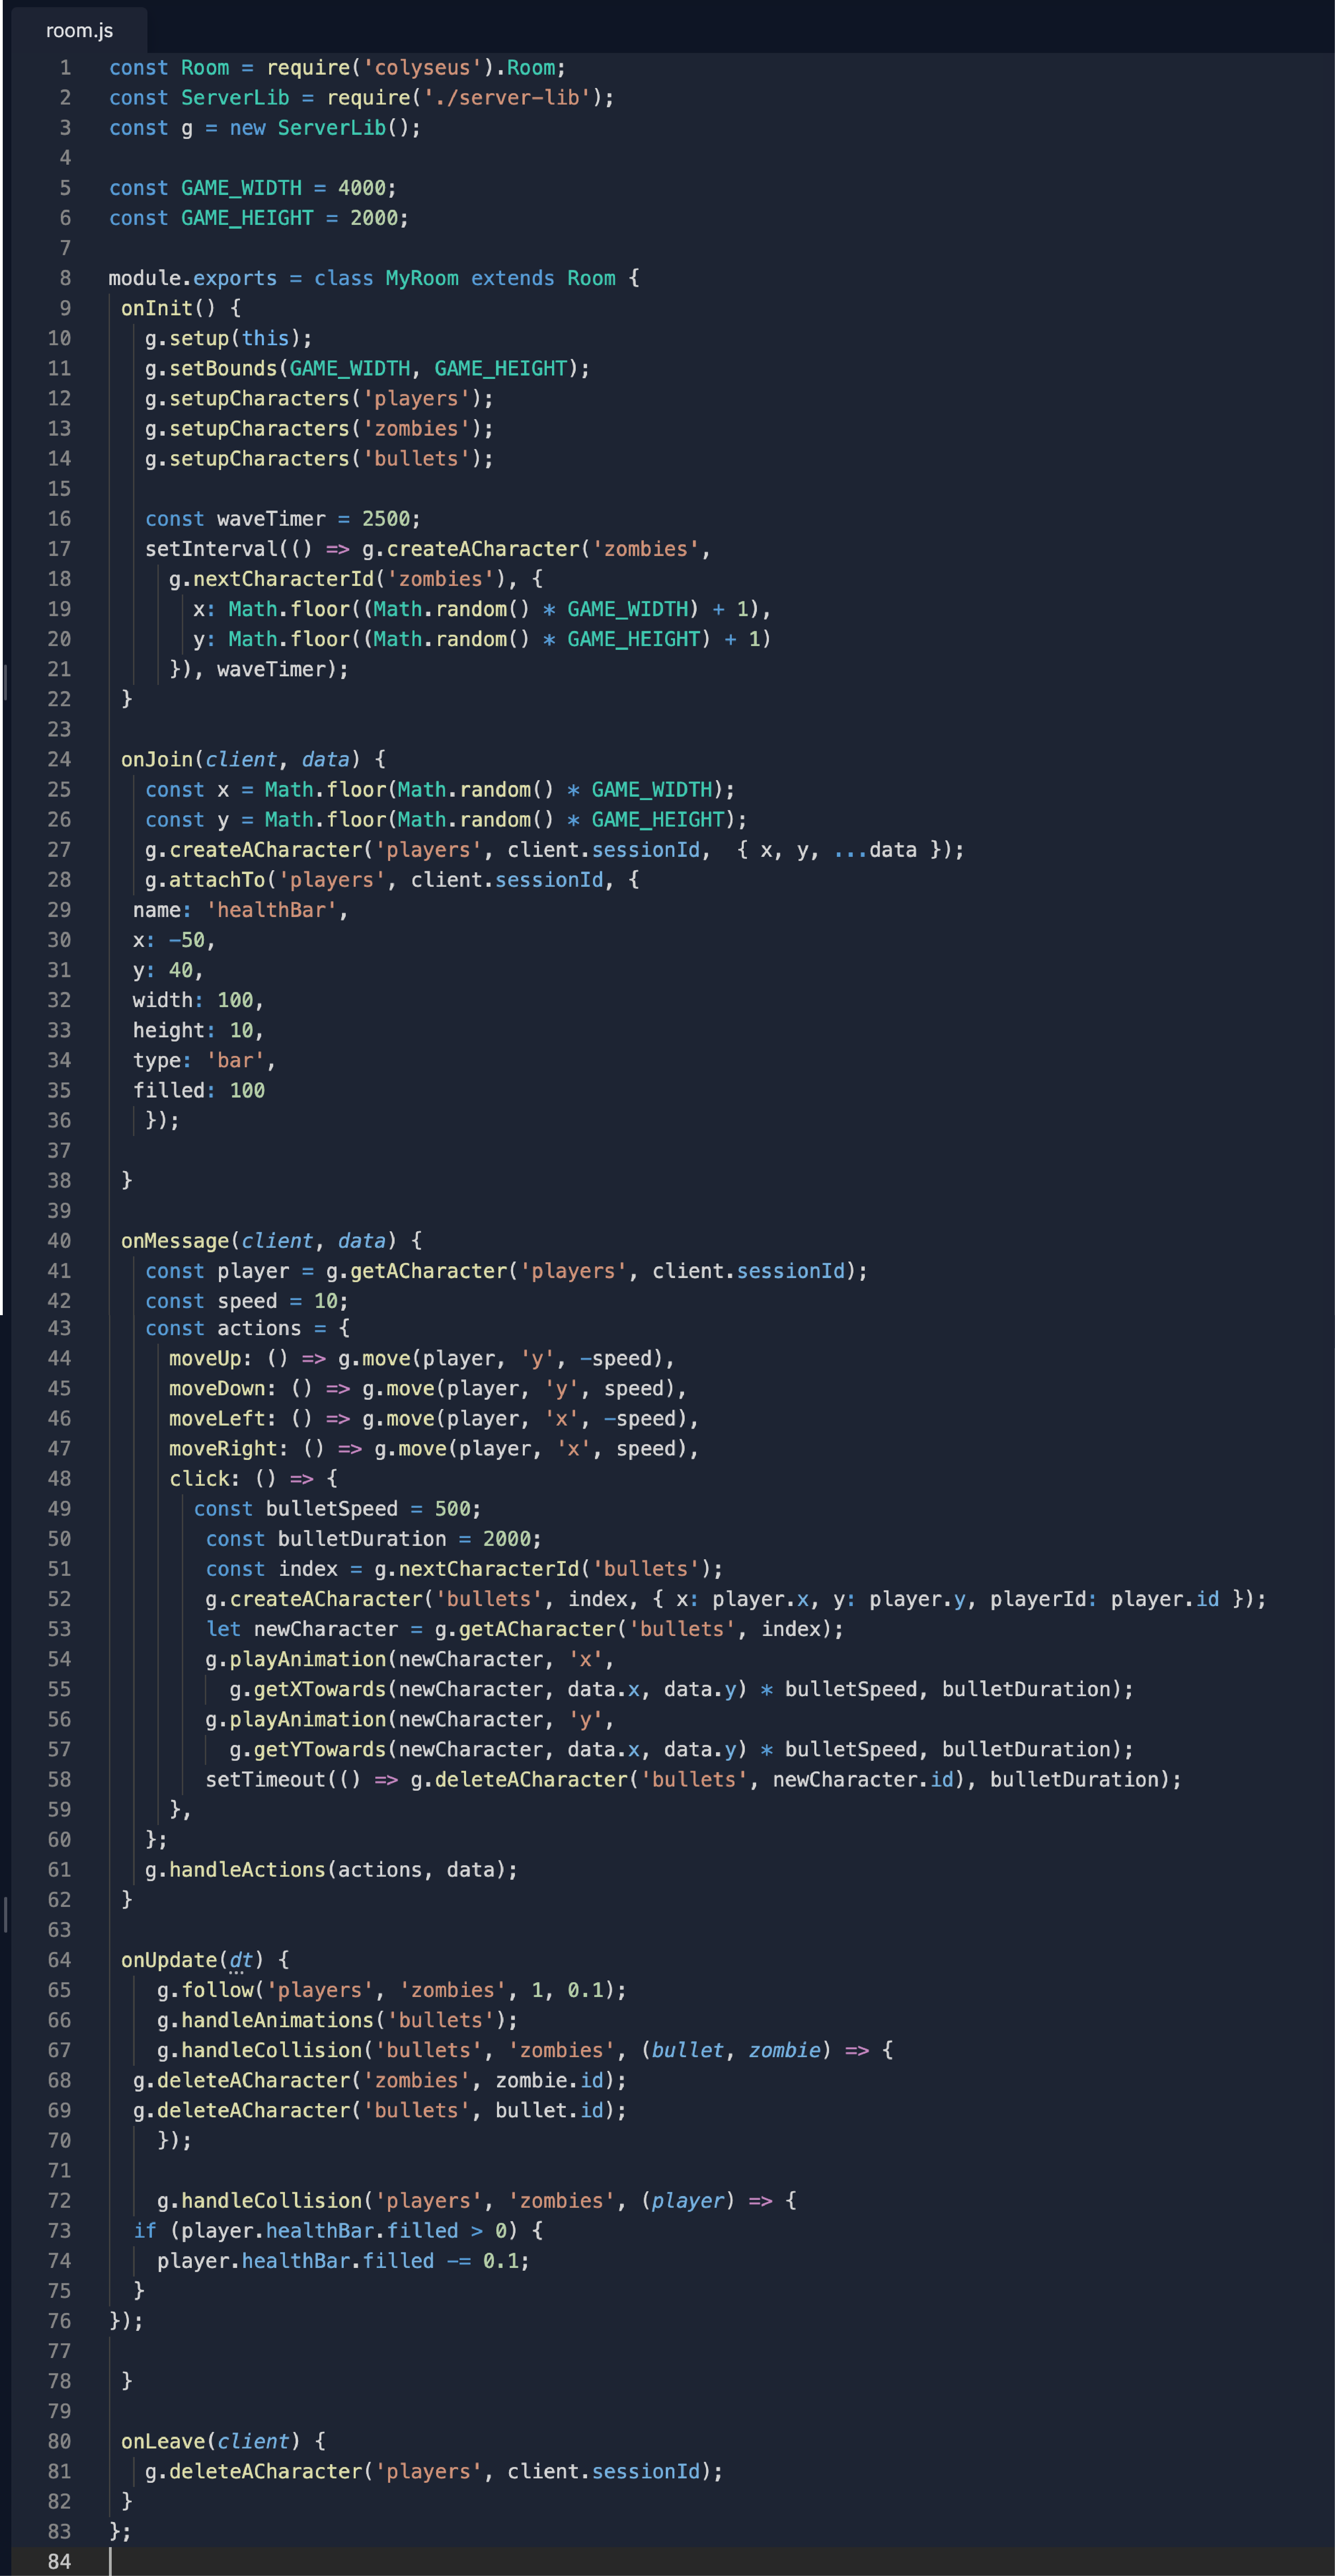 room.js
1 const Room = require('colyseus').Room;
2 const ServerLib = require('./server-lib');
3 const g = new ServerLib();
4
5 const GAME_WIDTH = 4000;
6 const GAME_HEIGHT = 2000;
7
8 module.exports = class MyRoom extends Room {
9  onInit() {
10    g.setup(this);
11    g.setBounds(GAME_WIDTH, GAME_HEIGHT);
12    g.setupCharacters('players');
13    g.setupCharacters('zombies');
14    g.setupCharacters('bullets');
15
16    const waveTimer = 2500;
17    setInterval(() => g.createACharacter('zombies',
18      g.nextCharacterId('zombies'), {
19        x: Math.floor((Math.random() * GAME_WIDTH) + 1),
20        y: Math.floor((Math.random() * GAME_HEIGHT) + 1)
21      }), waveTimer);
22  }
23
24  onJoin(client, data) {
25    const x = Math.floor(Math.random() * GAME_WIDTH);
26    const y = Math.floor(Math.random() * GAME_HEIGHT);
27    g.createACharacter('players', client.sessionId,  { x, y, ...data });
28    g.attachTo('players', client.sessionId, {
29   name: 'healthBar',
30   x: -50,
31   y: 40,
32   width: 100,
33   height: 10,
34   type: 'bar',
35   filled: 100
36    });
37
38  }
39
40  onMessage(client, data) {
41    const player = g.getACharacter('players', client.sessionId);
42    const speed = 10;
43    const actions = {
44      moveUp: () => g.move(player, 'y', -speed),
45      moveDown: () => g.move(player, 'y', speed),
46      moveLeft: () => g.move(player, 'x', -speed),
47      moveRight: () => g.move(player, 'x', speed),
48      click: () => {
49        const bulletSpeed = 500;
50         const bulletDuration = 2000;
51         const index = g.nextCharacterId('bullets');
52         g.createACharacter('bullets', index, { x: player.x, y: player.y, playerId: player.id });
53         let newCharacter = g.getACharacter('bullets', index);
54         g.playAnimation(newCharacter, 'x',
55           g.getXTowards(newCharacter, data.x, data.y) * bulletSpeed, bulletDuration);
56         g.playAnimation(newCharacter, 'y',
57           g.getYTowards(newCharacter, data.x, data.y) * bulletSpeed, bulletDuration);
58         setTimeout(() => g.deleteACharacter('bullets', newCharacter.id), bulletDuration);
59      },
60    };
61    g.handleActions(actions, data);
62  }
63
64  onUpdate(dt) {
65     g.follow('players', 'zombies', 1, 0.1);
66     g.handleAnimations('bullets');
67     g.handleCollision('bullets', 'zombies', (bullet, zombie) => {
68   g.deleteACharacter('zombies', zombie.id);
69   g.deleteACharacter('bullets', bullet.id);
70     });
71
72     g.handleCollision('players', 'zombies', (player) => {
73   if (player.healthBar.filled > 0) {
74     player.healthBar.filled -= 0.1;
75   }
76 });
77
78  }
79
80  onLeave(client) {
81    g.deleteACharacter('players', client.sessionId);
82  }
83 };
84